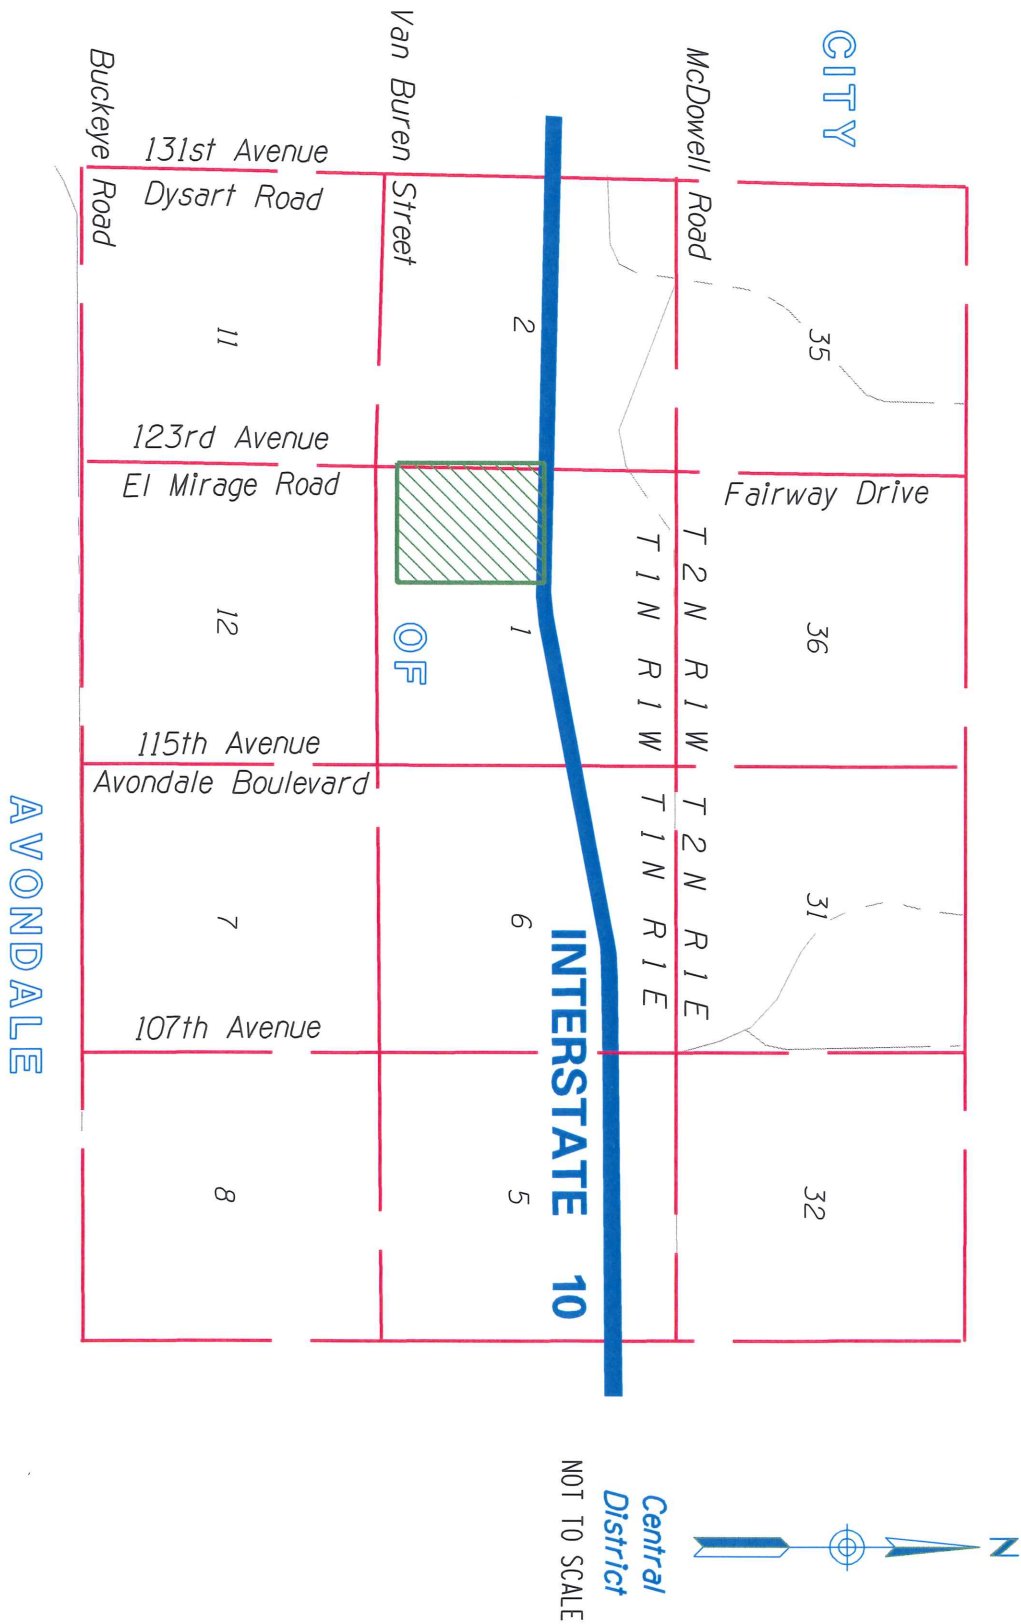 CITY
OF
AVONDALE
McDowell Road
Van Buren Street
Buckeye Road
131st Avenue
Dysart Road
123rd Avenue
El Mirage Road
Fairway Drive
115th Avenue
Avondale Boulevard
107th Avenue
35
36
31
32
2
1
6
5
11
12
7
8
T2N R1W
T1N R1W
T2N R1E
T1N R1E
INTERSTATE 10
N
Central
District
NOT TO SCALE